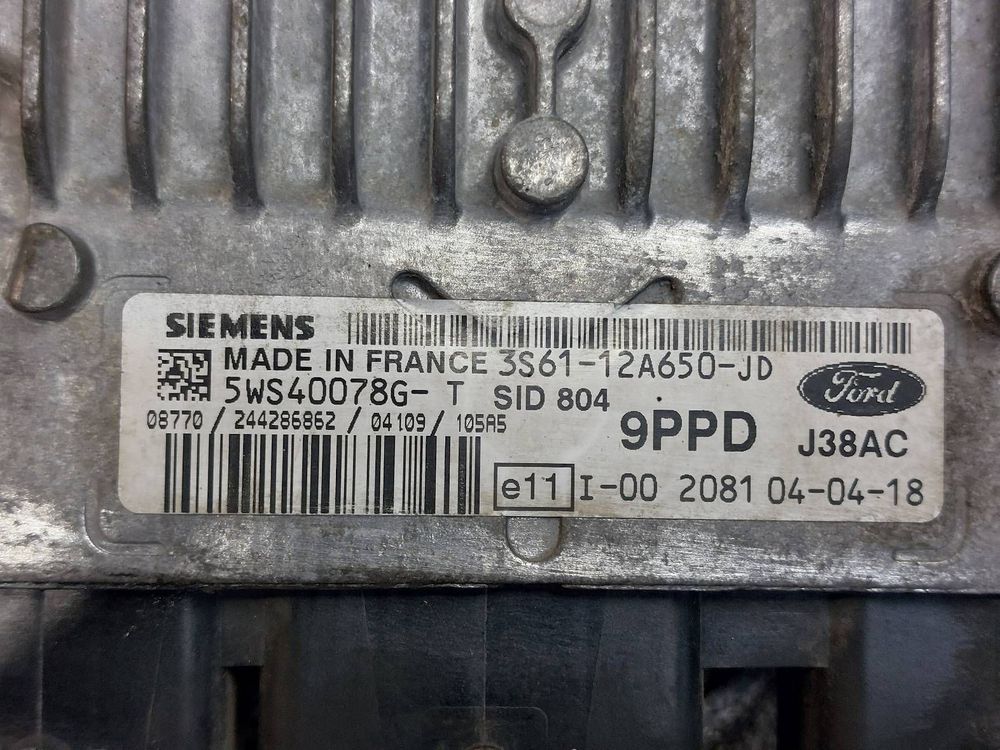 SIEMENS
MADE IN FRANCE 3S61-12A650-JD
5WS40078G- T SID 804
Ford
08770 / 244286862 / 04109 / 105A5
9PPD J38AC
e11 I-00 2081 04-04-18